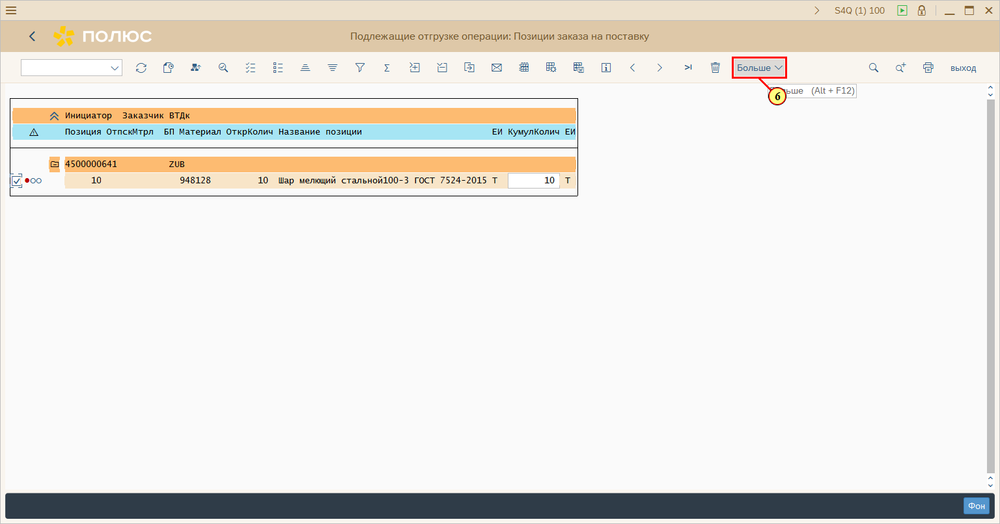 S4Q (1) 100
ПОЛЮС
Подлежащие отгрузке операции: Позиции заказа на поставку
Больше
выход
6
(Alt + F12)
Инициатор Заказчик ВТДк
Позиция ОтпскМтрл БП Материал ОткрКолич Название позиции ЕИ КумулКолич ЕИ
4500000641 ZUB
10 948128 10 Шар мелющий стальной100-3 ГОСТ 7524-2015 Т 10 Т
Фон